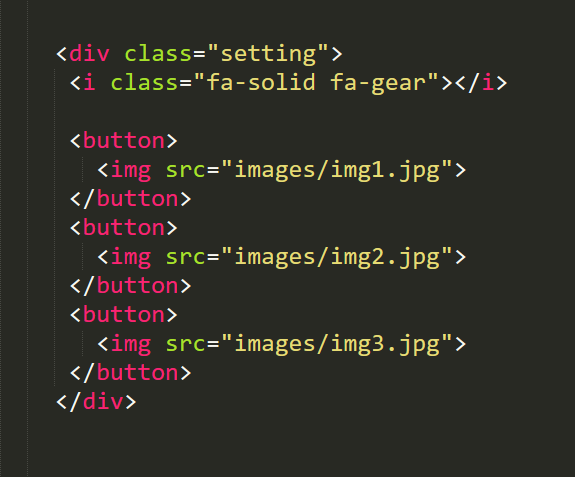 <div class="setting">
<i class="fa-solid fa-gear"></i>
<button>
<img src="images/img1.jpg">
</button>
<button>
<img src="images/img2.jpg">
</button>
<button>
<img src="images/img3.jpg">
</button>
</div>